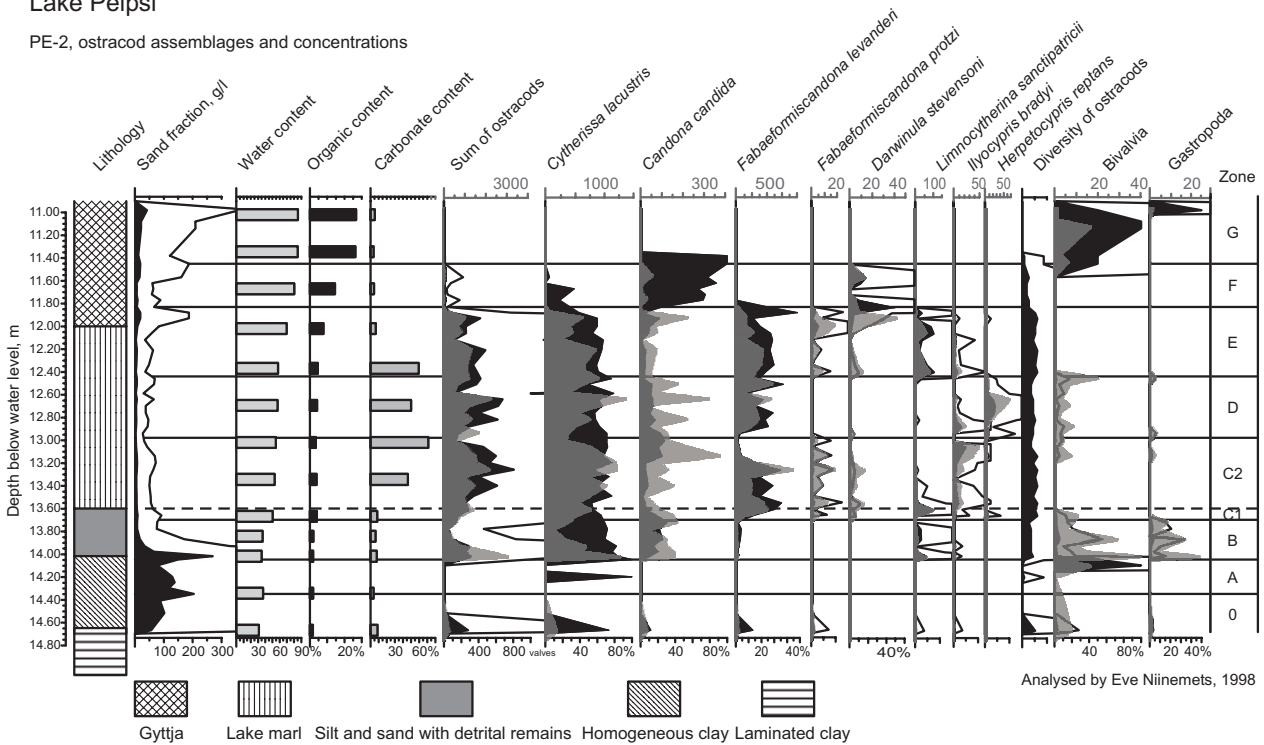 Lake Peipsi
PE-2, ostracod assemblages and concentrations
Lithology
Sand fraction, g/l
Water content
Organic content
Carbonate content
Sum of ostracods
Cytherissa lacustris
Candona candida
Fabaeformiscandona levanderi
Fabaeformiscandona protzi
Darwinula stevensoni
Limnocytherina sanctipatricii
Ilyocypris bradyi
Herpetocypris reptans
Diversity of ostracods
Bivalvia
Gastropoda
Zone
3000 1000 300 500 20 20 40 100 50 50 20 40 20
Depth below water level, m
11.00
11.20
11.40
11.60
11.80
12.00
12.20
12.40
12.60
12.80
13.00
13.20
13.40
13.60
13.80
14.00
14.20
14.40
14.60
14.80
G
F
E
D
C2
C1
B
A
0
100 200 300 30 60 90% 20% 30 60% 400 800 valves 40 80% 40 80% 20 40% 40% 40 80% 20 40%
Analysed by Eve Niinemets, 1998
Gyttja Lake marl Silt and sand with detrital remains Homogeneous clay Laminated clay